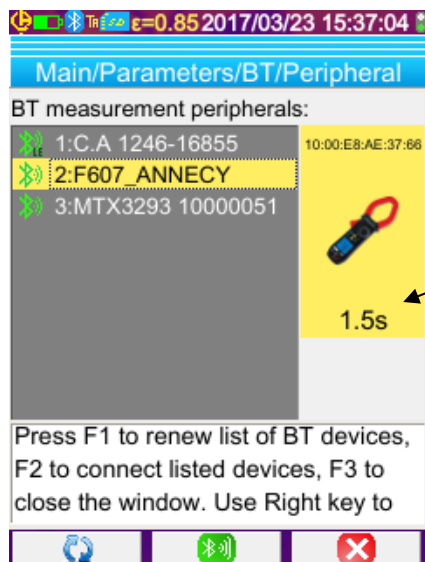 TR ε=0.85 2017/03/23 15:37:04
Main/Parameters/BT/Peripheral
BT measurement peripherals:
1:C.A 1246-16855
LE
10:00:E8:AE:37:66
2:F607_ANNECY
3:MTX3293 10000051
1.5s
Press F1 to renew list of BT devices,
F2 to connect listed devices, F3 to
close the window. Use Right key to